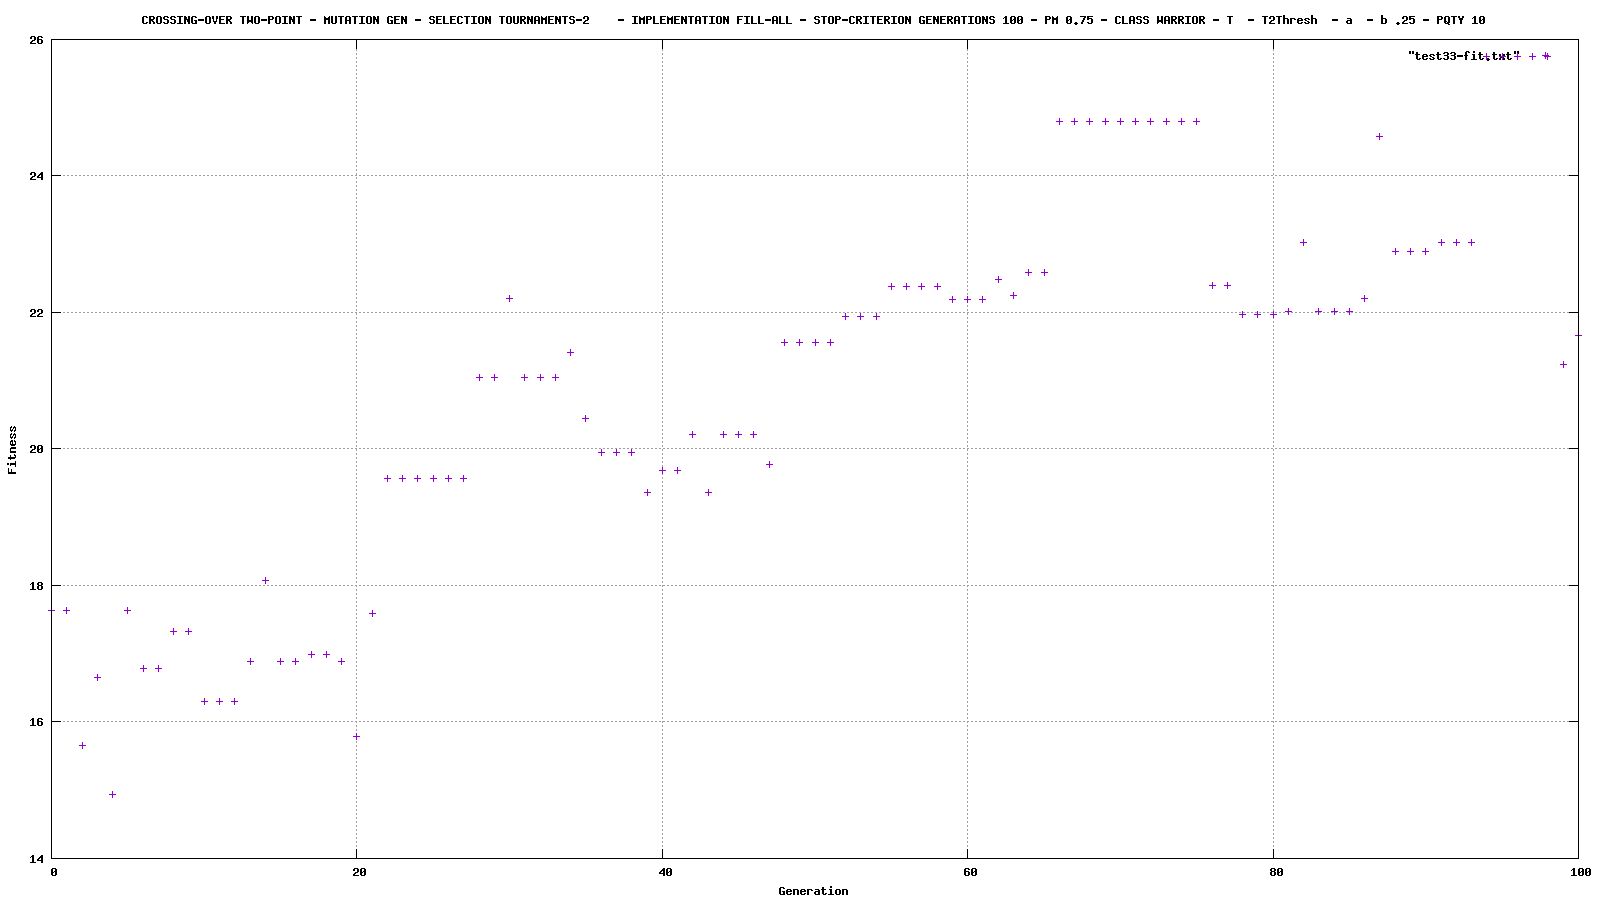 CROSSING-OVER TWO-POINT - MUTATION GEN - SELECTION TOURNAMENTS-2 - IMPLEMENTATION FILL-ALL - STOP-CRITERION GENERATIONS 100 - PM 0.75 - CLASS WARRIOR - T - T2Thresh - a - b .25 - PQTY 10
26
"test33-fit.txt"
24
22
20
Fitness
18
16
14
0 20 40 60 80 100
Generation